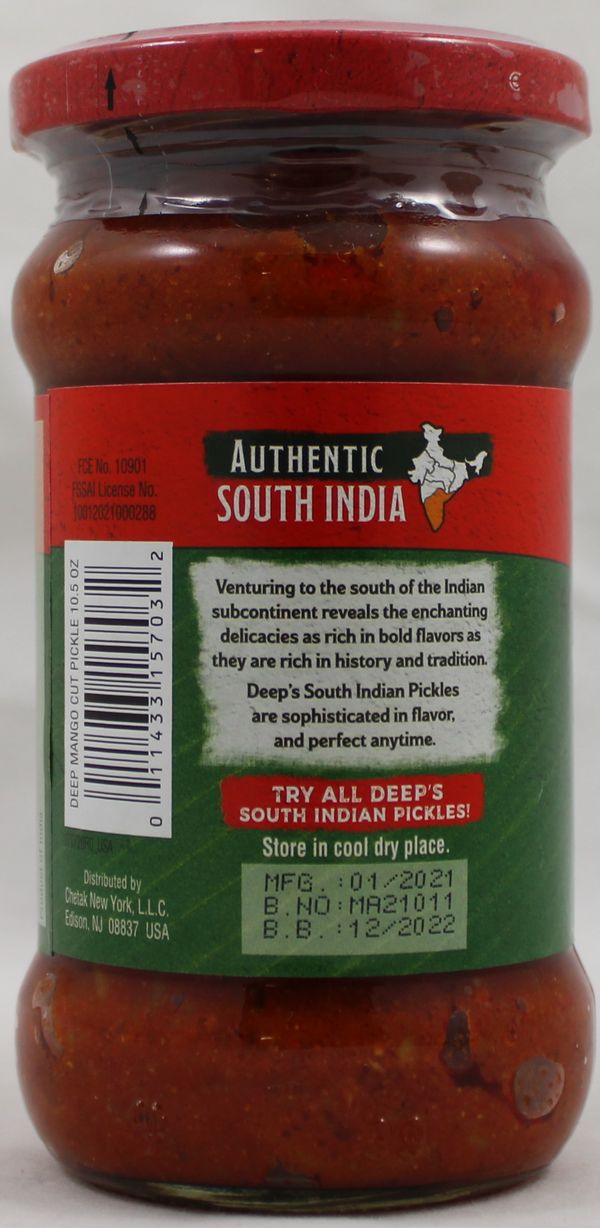 FCE No. 10901
FSSAI License No.
10012021000288
AUTHENTIC
SOUTH INDIA
Venturing to the south of the Indian
subcontinent reveals the enchanting
delicacies as rich in bold flavors as
they are rich in history and tradition.
Deep's South Indian Pickles
are sophisticated in flavor,
and perfect anytime.
TRY ALL DEEP'S
SOUTH INDIAN PICKLES!
Store in cool dry place.
MFG. :01/2021
B.NO:MA21011
B.B. :12/2022
DEEP MANGO CUT PICKLE 10.5 OZ
0 11433 15703 2
Distributed by
Chetak New York, L.L.C.
Edison, NJ 08837 USA